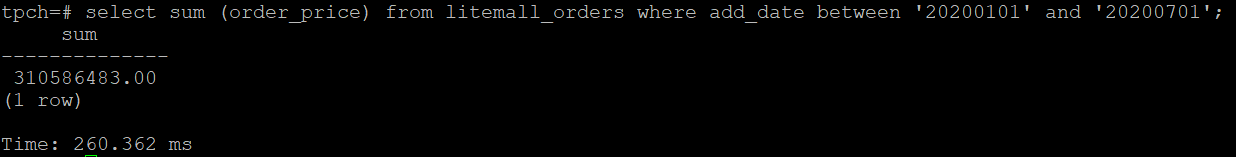 tpch=# select sum (order_price) from litemall_orders where add_date between '20200101' and '20200701';
sum
--------------
310586483.00
(1 row)
Time: 260.362 ms